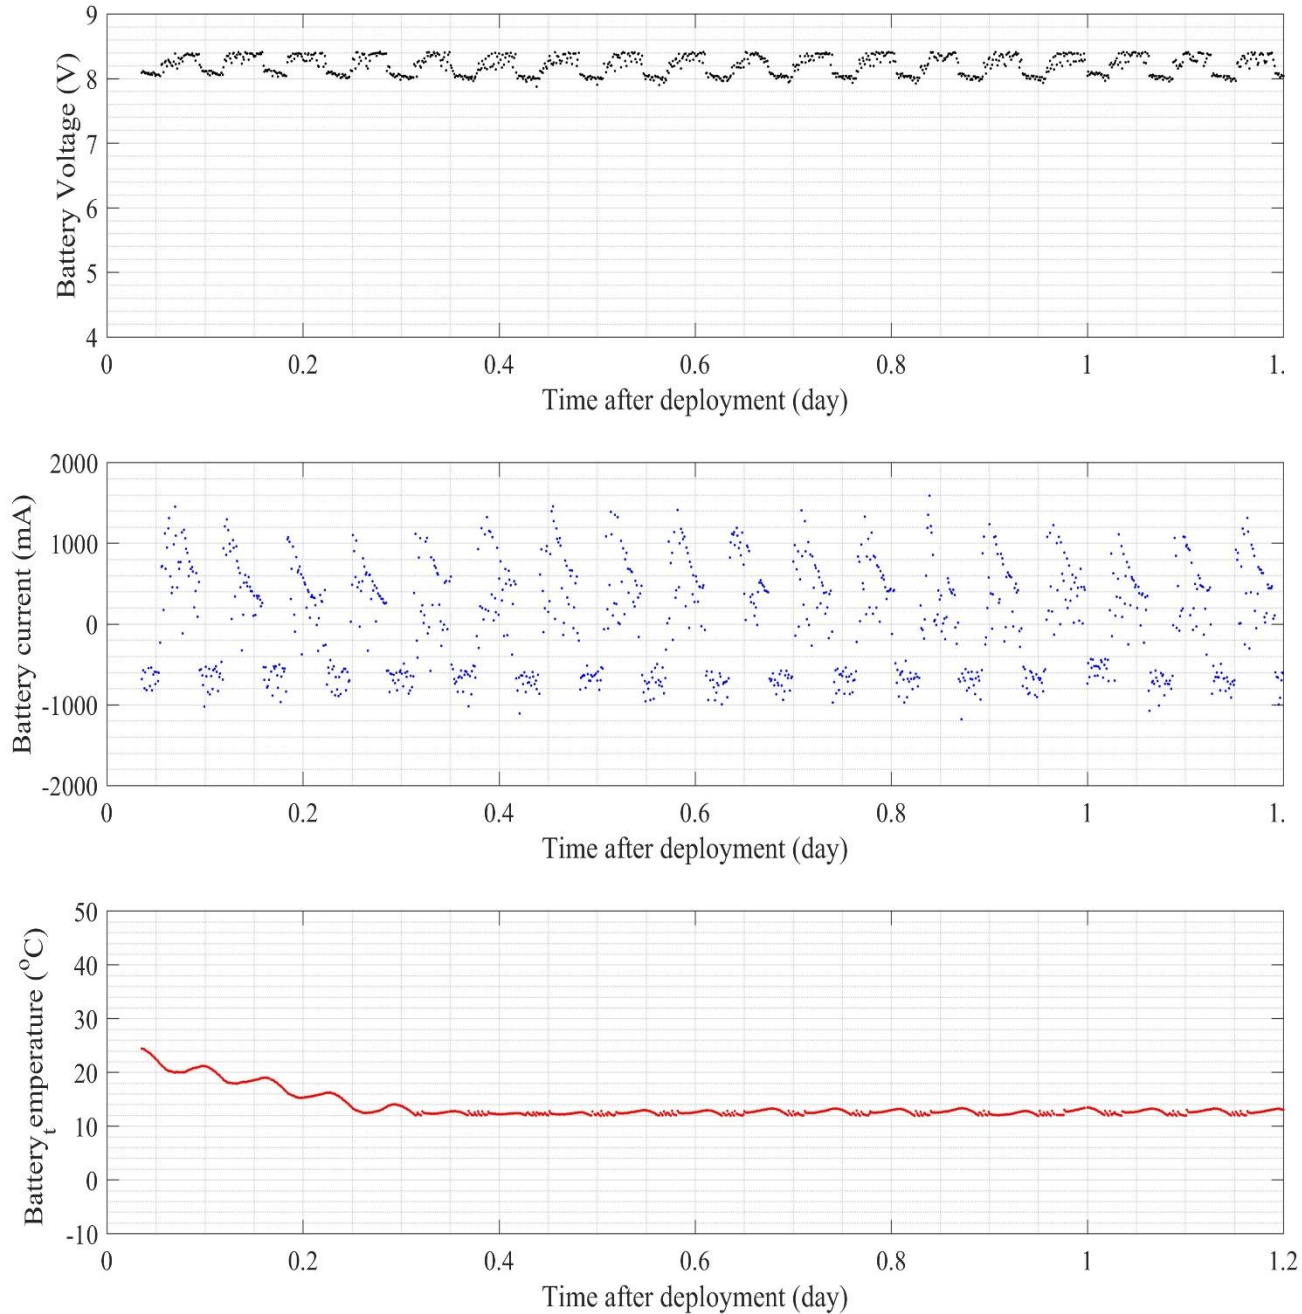 9
8
7
6
5
4
Battery Voltage (V)
0 0.2 0.4 0.6 0.8 1 1.
Time after deployment (day)
2000
1000
0
-1000
-2000
Battery current (mA)
0 0.2 0.4 0.6 0.8 1 1.
Time after deployment (day)
50
40
30
20
10
0
-10
Battery_temperature (°C)
0 0.2 0.4 0.6 0.8 1 1.2
Time after deployment (day)